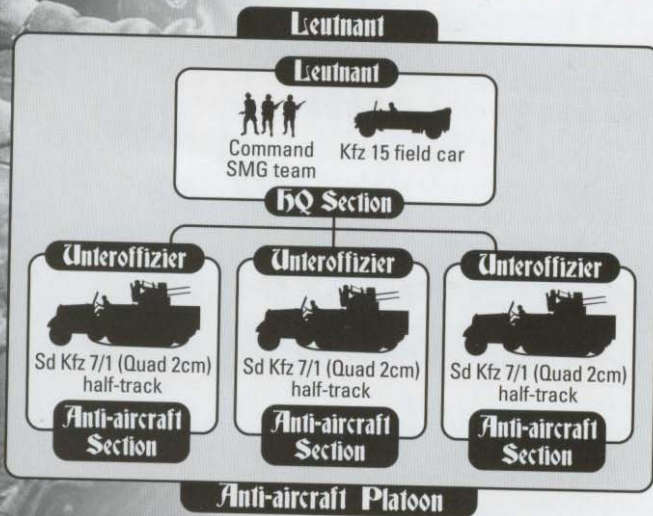 Leutnant
Leutnant
Command
SMG team
Kfz 15 field car
HQ Section
Unteroffizier
Sd Kfz 7/1 (Quad 2cm)
half-track
Anti-aircraft
Section
Unteroffizier
Sd Kfz 7/1 (Quad 2cm)
half-track
Anti-aircraft
Section
Unteroffizier
Sd Kfz 7/1 (Quad 2cm)
half-track
Anti-aircraft
Section
Anti-aircraft Platoon